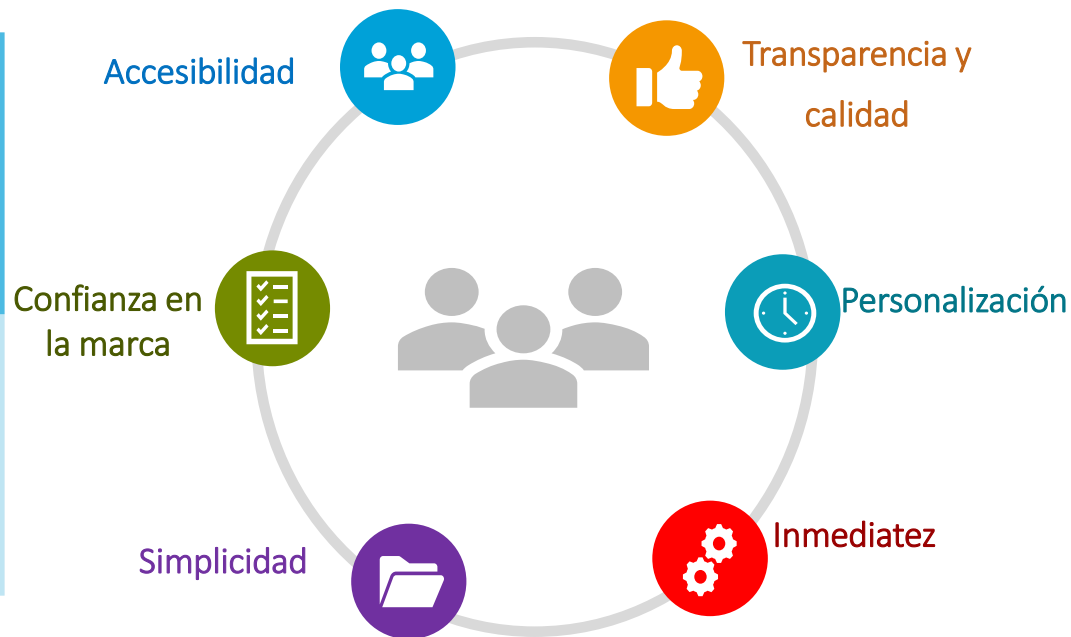 Accesibilidad
Transparencia y
calidad
Confianza en
la marca
Personalización
Simplicidad
Inmediatez